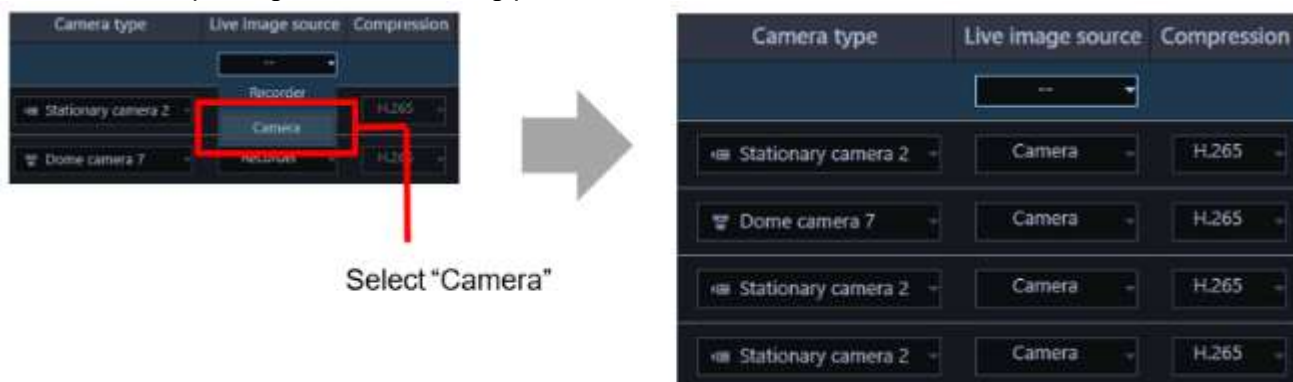 Camera type Live image source Compression
--
Recorder
Stationary camera 2 Camera H.265
Dome camera 7 Recorder H.265
Select “Camera”
Camera type Live image source Compression
--
Stationary camera 2 Camera H.265
Dome camera 7 Camera H.265
Stationary camera 2 Camera H.265
Stationary camera 2 Camera H.265